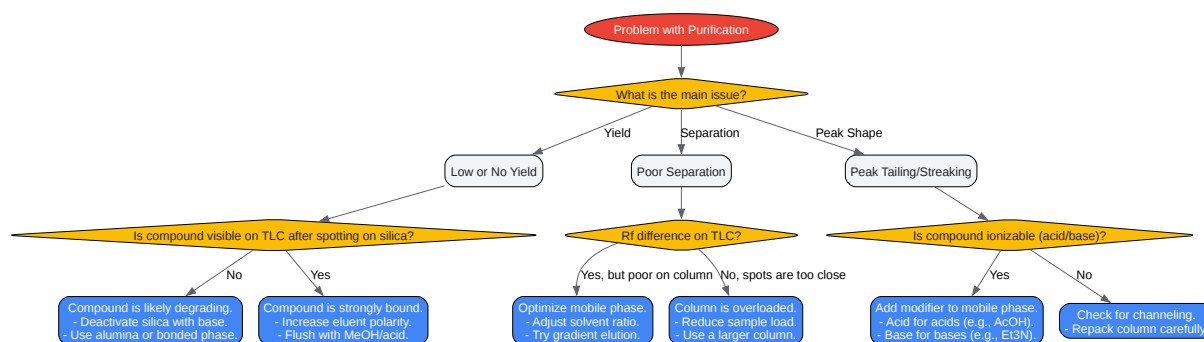 Problem with Purification
What is the main issue?
Yield
Separation
Peak Shape
Low or No Yield
Poor Separation
Peak Tailing/Streaking
Is compound visible on TLC after spotting on silica?
Rf difference on TLC?
Is compound ionizable (acid/base)?
No
Yes
Yes, but poor on column
No, spots are too close
Yes
No
Compound is likely degrading.
- Deactivate silica with base.
- Use alumina or bonded phase.
Compound is strongly bound.
- Increase eluent polarity.
- Flush with MeOH/acid.
Optimize mobile phase.
- Adjust solvent ratio.
- Try gradient elution.
Column is overloaded.
- Reduce sample load.
- Use a larger column.
Add modifier to mobile phase.
- Acid for acids (e.g., AcOH).
- Base for bases (e.g., Et3N).
Check for channeling.
- Repack column carefully.